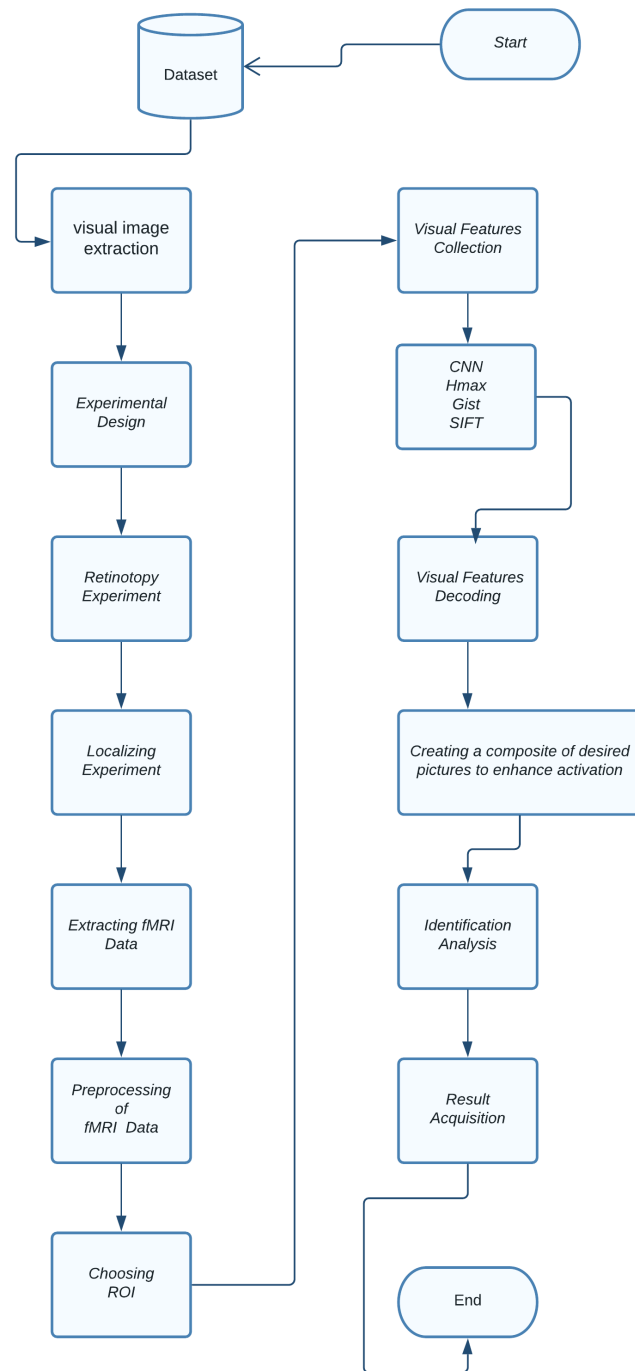 Start
Dataset
visual image
extraction
Experimental
Design
Retinotopy
Experiment
Localizing
Experiment
Extracting fMRI
Data
Preprocessing
of
fMRI Data
Choosing
ROI
Visual Features
Collection
CNN
Hmax
Gist
SIFT
Visual Features
Decoding
Creating a composite of desired
pictures to enhance activation
Identification
Analysis
Result
Acquisition
End